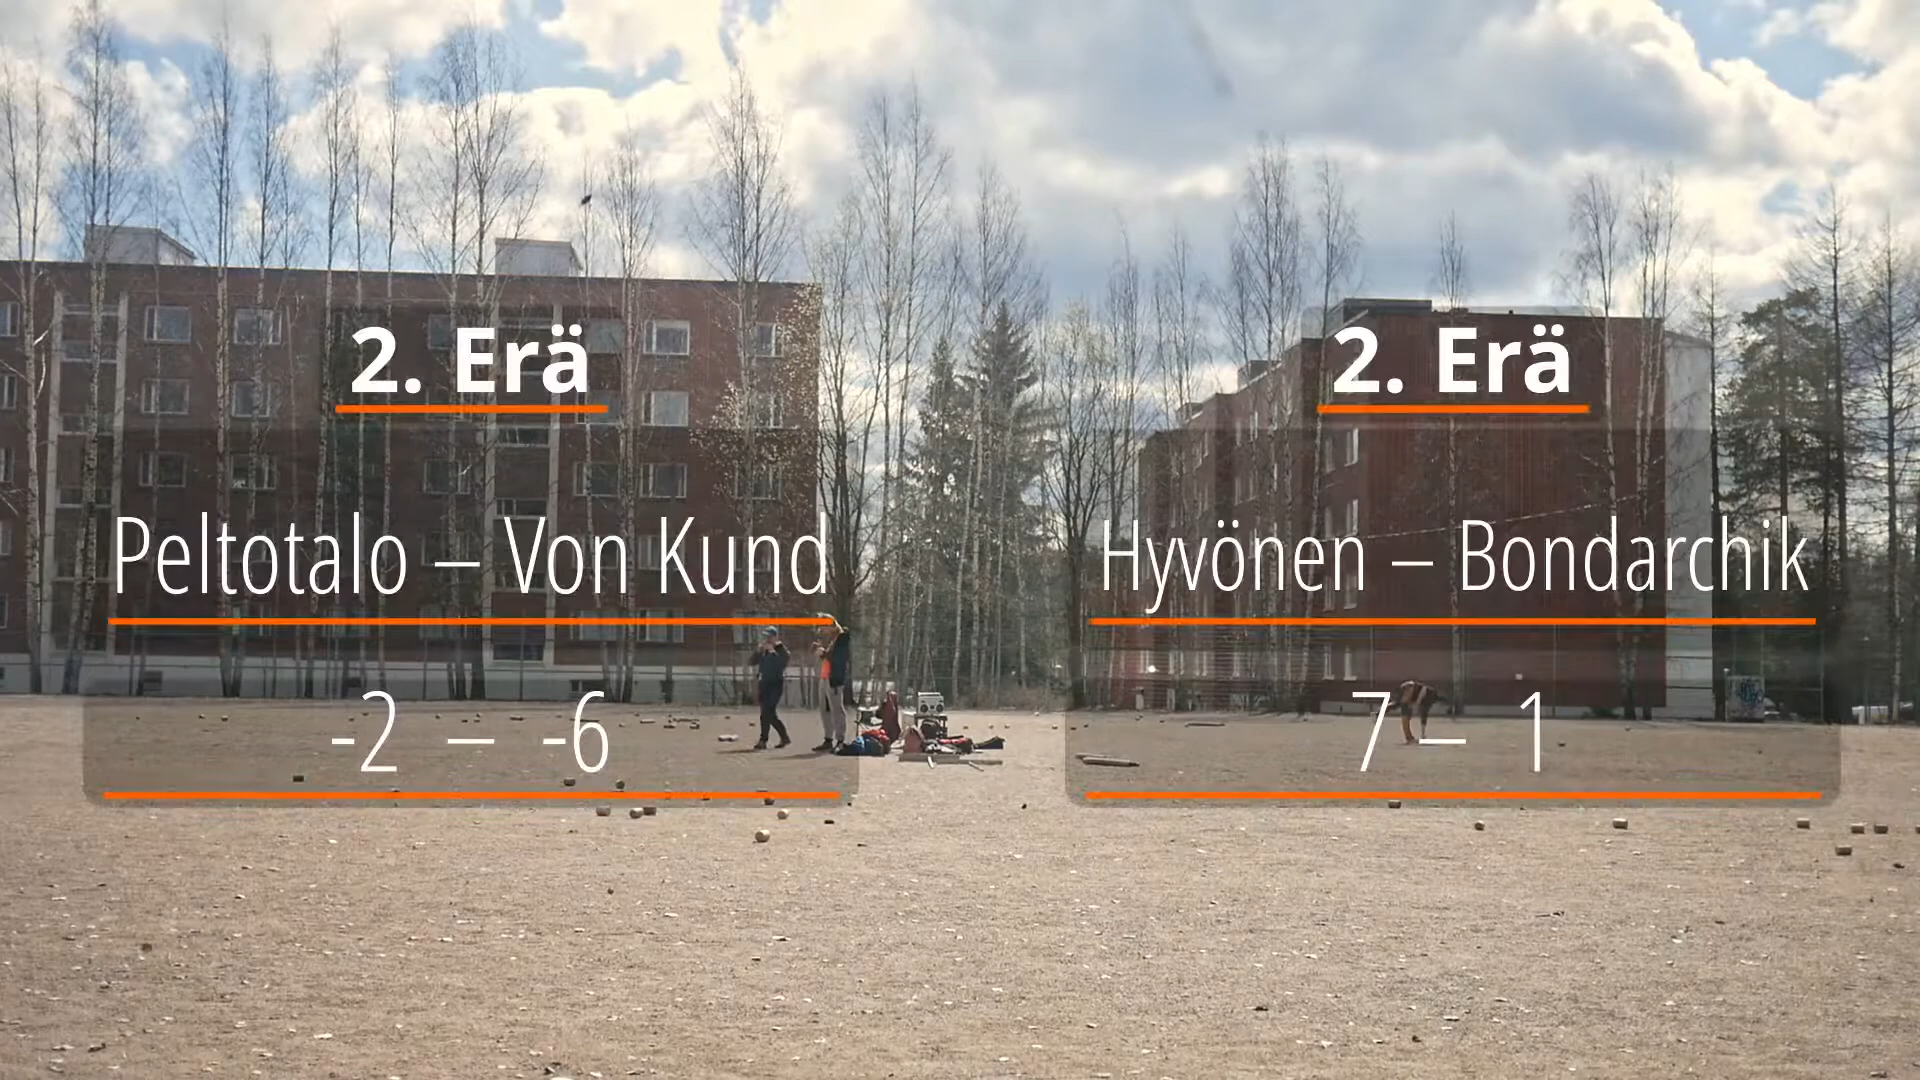 2. Erä
Peltotalo – Von Kund
-2 – -6
2. Erä
Hyvönen – Bondarchik
7 – 1